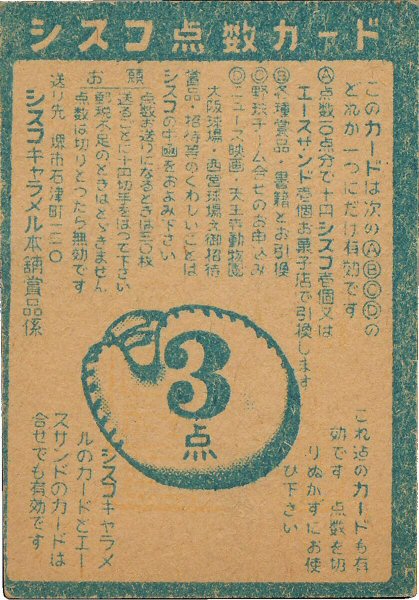 シスコ点数カード
このカードは次のⒶⒷⒸⒹの
どれか一つにだけ有効です
Ⓐ点数10点分で十円シスコ壱個又は
エースサンド壱個お菓子店で引換します
Ⓑ各種賞品・書籍とお引換
Ⓒ野球チーム合せのお申込み
Ⓓニュース映画・天王寺動物園
大阪球場・西宮球場え御招待
賞品・招待等のくわしいことは
シスコの中函をおよみ下さい
お願
点数券送りになるときは三〇枚
送るごとに十円切手をはって下さい
郵税不足のときはとゞきません
点数は切りとったら無効です
送り先 堺市石津町一二〇
シスコキャラメル本舗賞品係
3
点
これ迠のカードも有
効です 点数を切
りぬかずにお使
ひ下さい
シスコキャラメ
ルのカードとエー
スサンドのカードは
合せても有効です